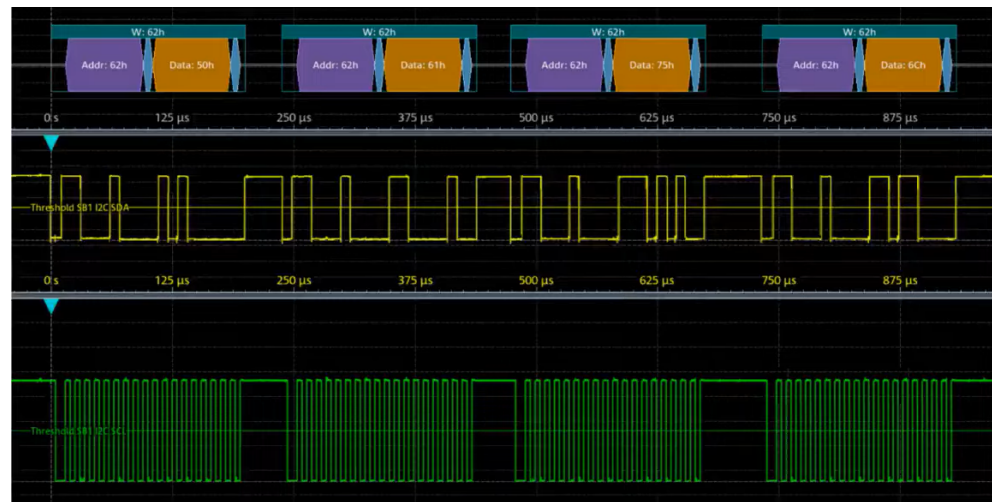 W: 62h W: 62h W: 62h W: 62h
Addr: 62h Data: 50h Addr: 62h Data: 61h Addr: 62h Data: 75h Addr: 62h Data: 6Ch
0 s 125 µs 250 µs 375 µs 500 µs 625 µs 750 µs 875 µs
Threshold SB1 I2C SDA
0 s 125 µs 250 µs 375 µs 500 µs 625 µs 750 µs 875 µs
Threshold SB1 I2C SCL